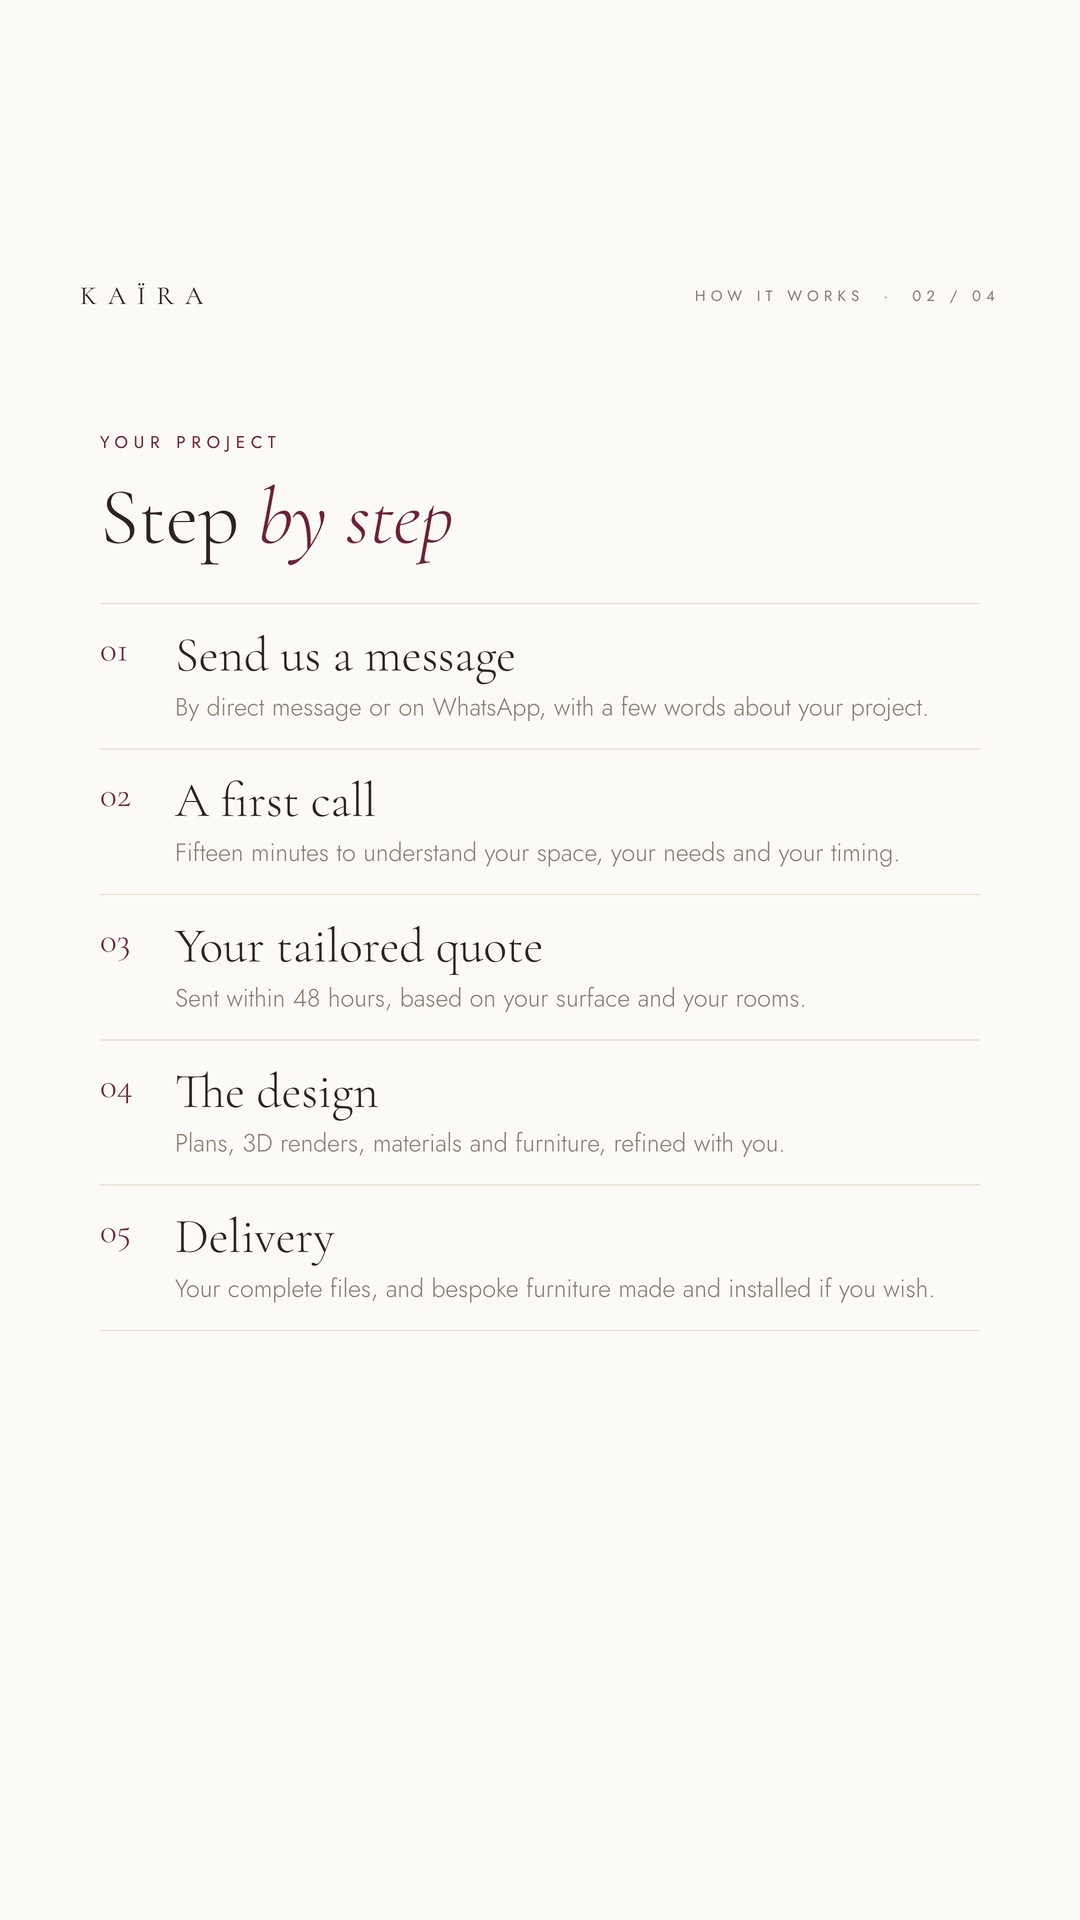 KAÏRA
HOW IT WORKS · 02 / 04
YOUR PROJECT
Step by step
01
Send us a message
By direct message or on WhatsApp, with a few words about your project.
02
A first call
Fifteen minutes to understand your space, your needs and your timing.
03
Your tailored quote
Sent within 48 hours, based on your surface and your rooms.
04
The design
Plans, 3D renders, materials and furniture, refined with you.
05
Delivery
Your complete files, and bespoke furniture made and installed if you wish.